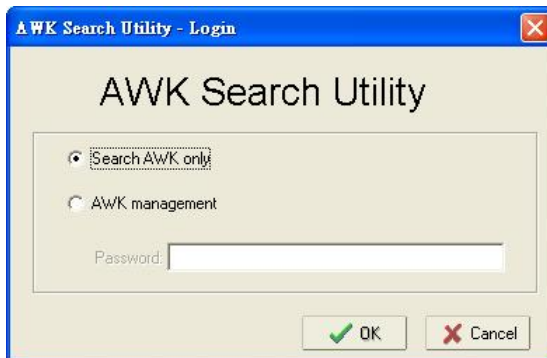 AWK Search Utility - Login
AWK Search Utility
Search AWK only
AWK management
Password:
OK Cancel